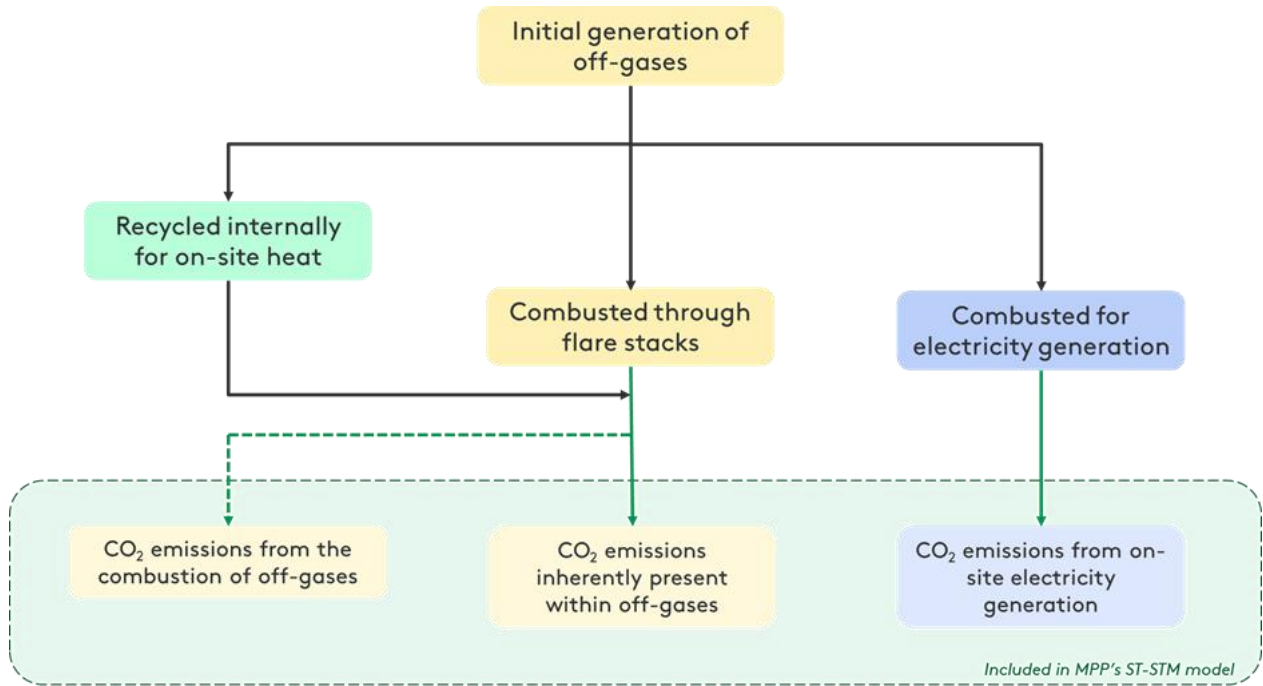 Initial generation of
off-gases
Recycled internally
for on-site heat
Combusted through
flare stacks
Combusted for
electricity generation
CO₂ emissions from the
combustion of off-gases
CO₂ emissions
inherently present
within off-gases
CO₂ emissions from on-
site electricity
generation
Included in MPP's ST-STM model